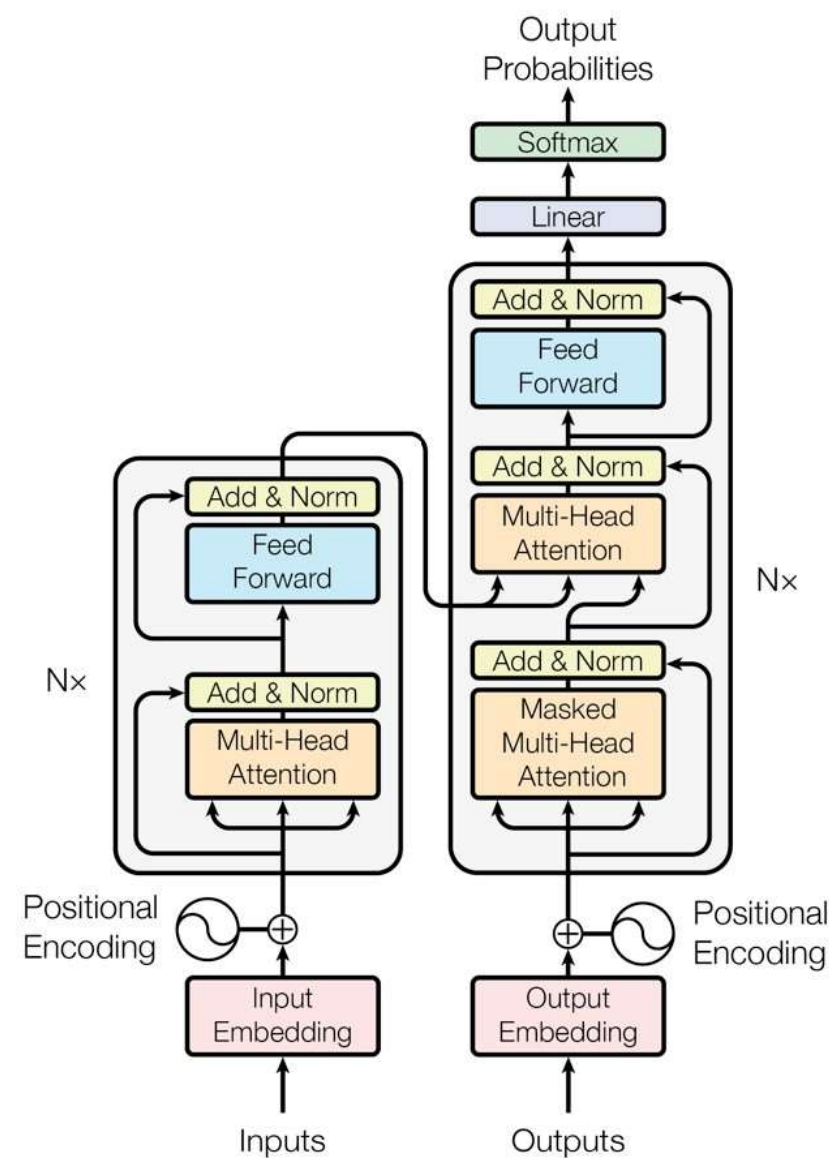 Output
Probabilities
Softmax
Linear
Add & Norm
Feed
Forward
Add & Norm
Multi-Head
Attention
Add & Norm
Masked
Multi-Head
Attention
N×
Add & Norm
Feed
Forward
Add & Norm
Multi-Head
Attention
N×
Positional
Encoding
Positional
Encoding
Input
Embedding
Output
Embedding
Inputs
Outputs